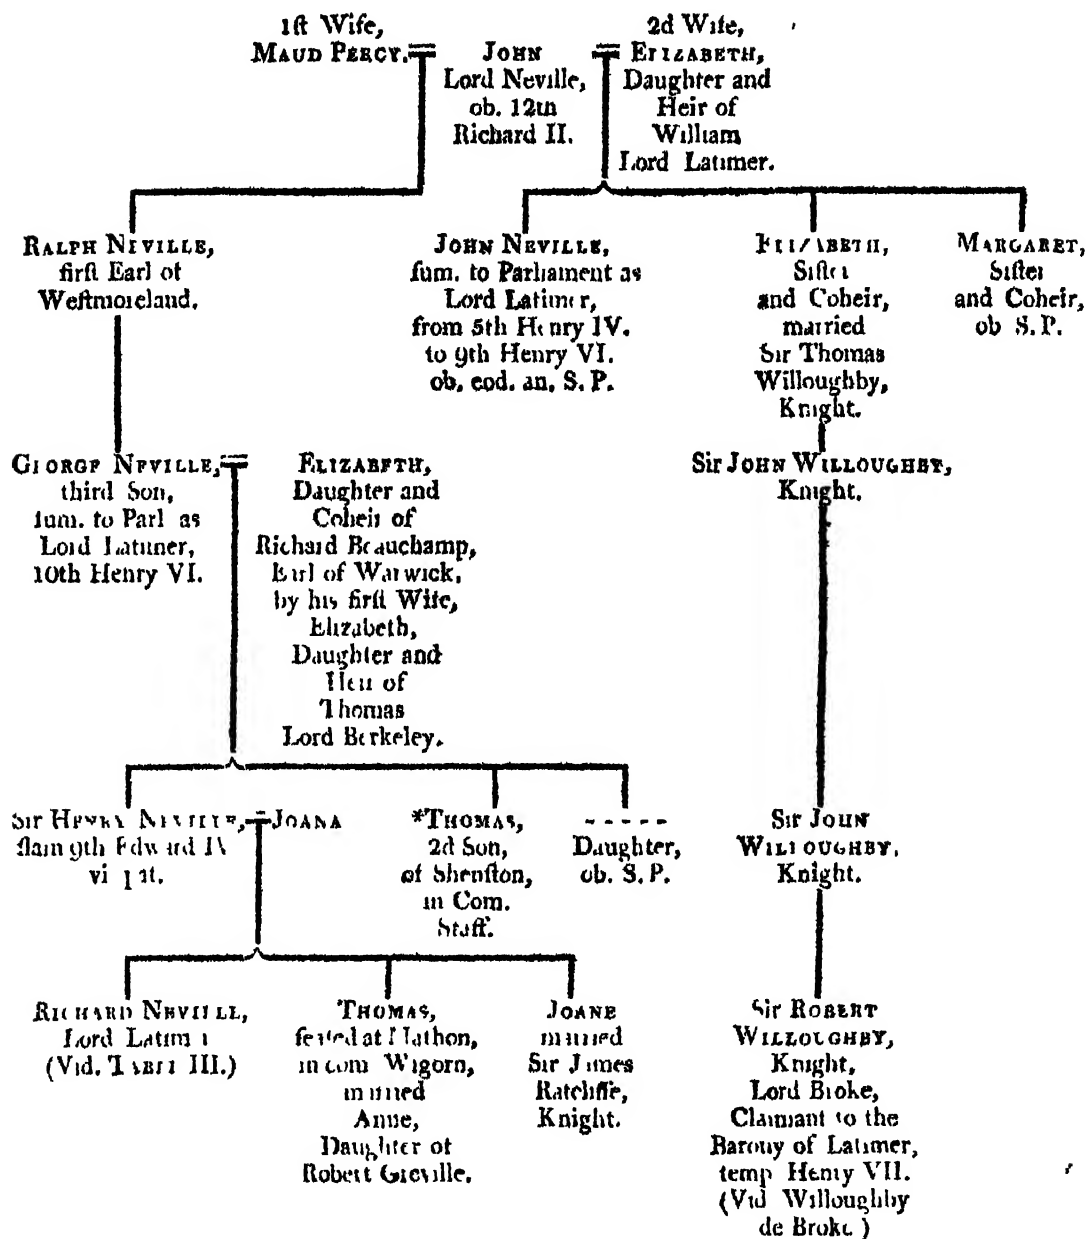 1ſt Wife,
MAUD PERCY.
JOHN
Lord Neville,
ob. 12th
Richard II.
2d Wife,
ELIZABETH,
Daughter and
Heir of
William
Lord Latimer.
RALPH NEVILLE,
firſt Earl of
Weſtmoreland.
JOHN NEVILLE,
ſum. to Parliament as
Lord Latimer,
from 5th Henry IV.
to 9th Henry VI.
ob. eod. an. S. P.
ELIZABETH,
Siſter
and Coheir,
married
Sir Thomas
Willoughby,
Knight.
MARGARET,
Siſter
and Coheir,
ob S. P.
GEORGE NEVILLE,
third Son,
ſum. to Parl as
Lord Latimer,
10th Henry VI.
ELIZABETH,
Daughter and
Coheir of
Richard Beauchamp,
Earl of Warwick,
by his firſt Wife,
Elizabeth,
Daughter and
Heir of
Thomas
Lord Berkeley.
Sir JOHN WILLOUGHBY,
Knight.
Sir HENRY NEVILLE,
ſlain 9th Edward IV
JOANA
*THOMAS,
2d Son,
of Shenſton,
in Com.
Staff.
- - - - -
Daughter,
ob. S. P.
Sir JOHN
WILLOUGHBY,
Knight.
RICHARD NEVILLE,
Lord Latimer
(Vid. TABLE III.)
THOMAS,
ſeated at Mathon,
in com Wigorn,
married
Anne,
Daughter of
Robert Greville.
JOANE
married
Sir James
Ratcliffe,
Knight.
Sir ROBERT
WILLOUGHBY,
Knight,
Lord Broke,
Claimant to the
Barony of Latimer,
temp Henry VII.
(Vid Willoughby
de Broke )